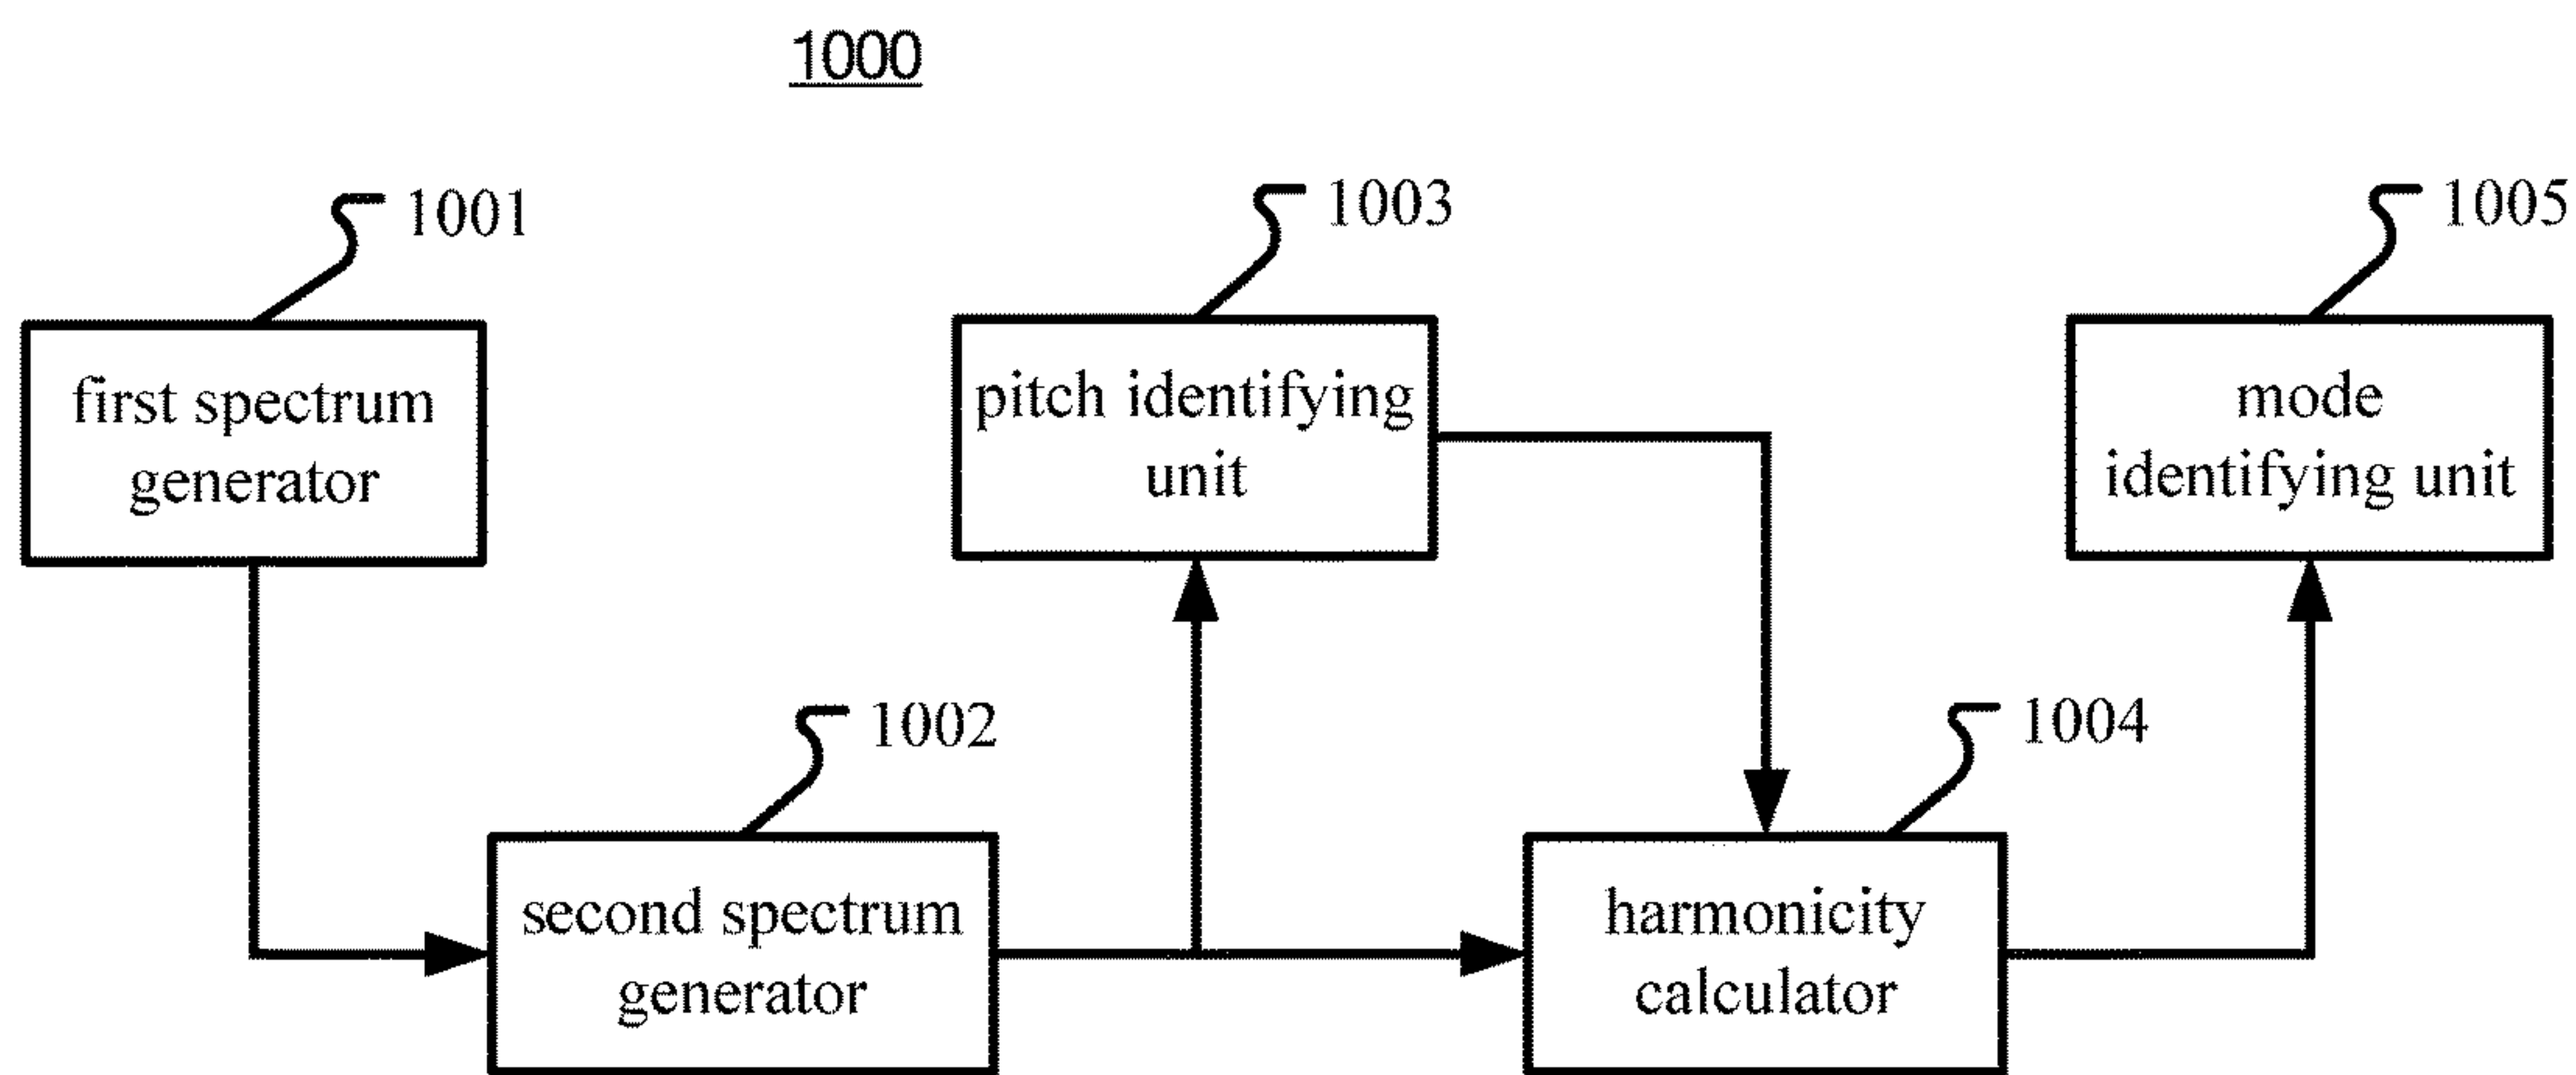 1000
1001
1003
1005
first spectrum
generator
pitch identifying
unit
mode
identifying unit
1002
1004
second spectrum
generator
harmonicity
calculator